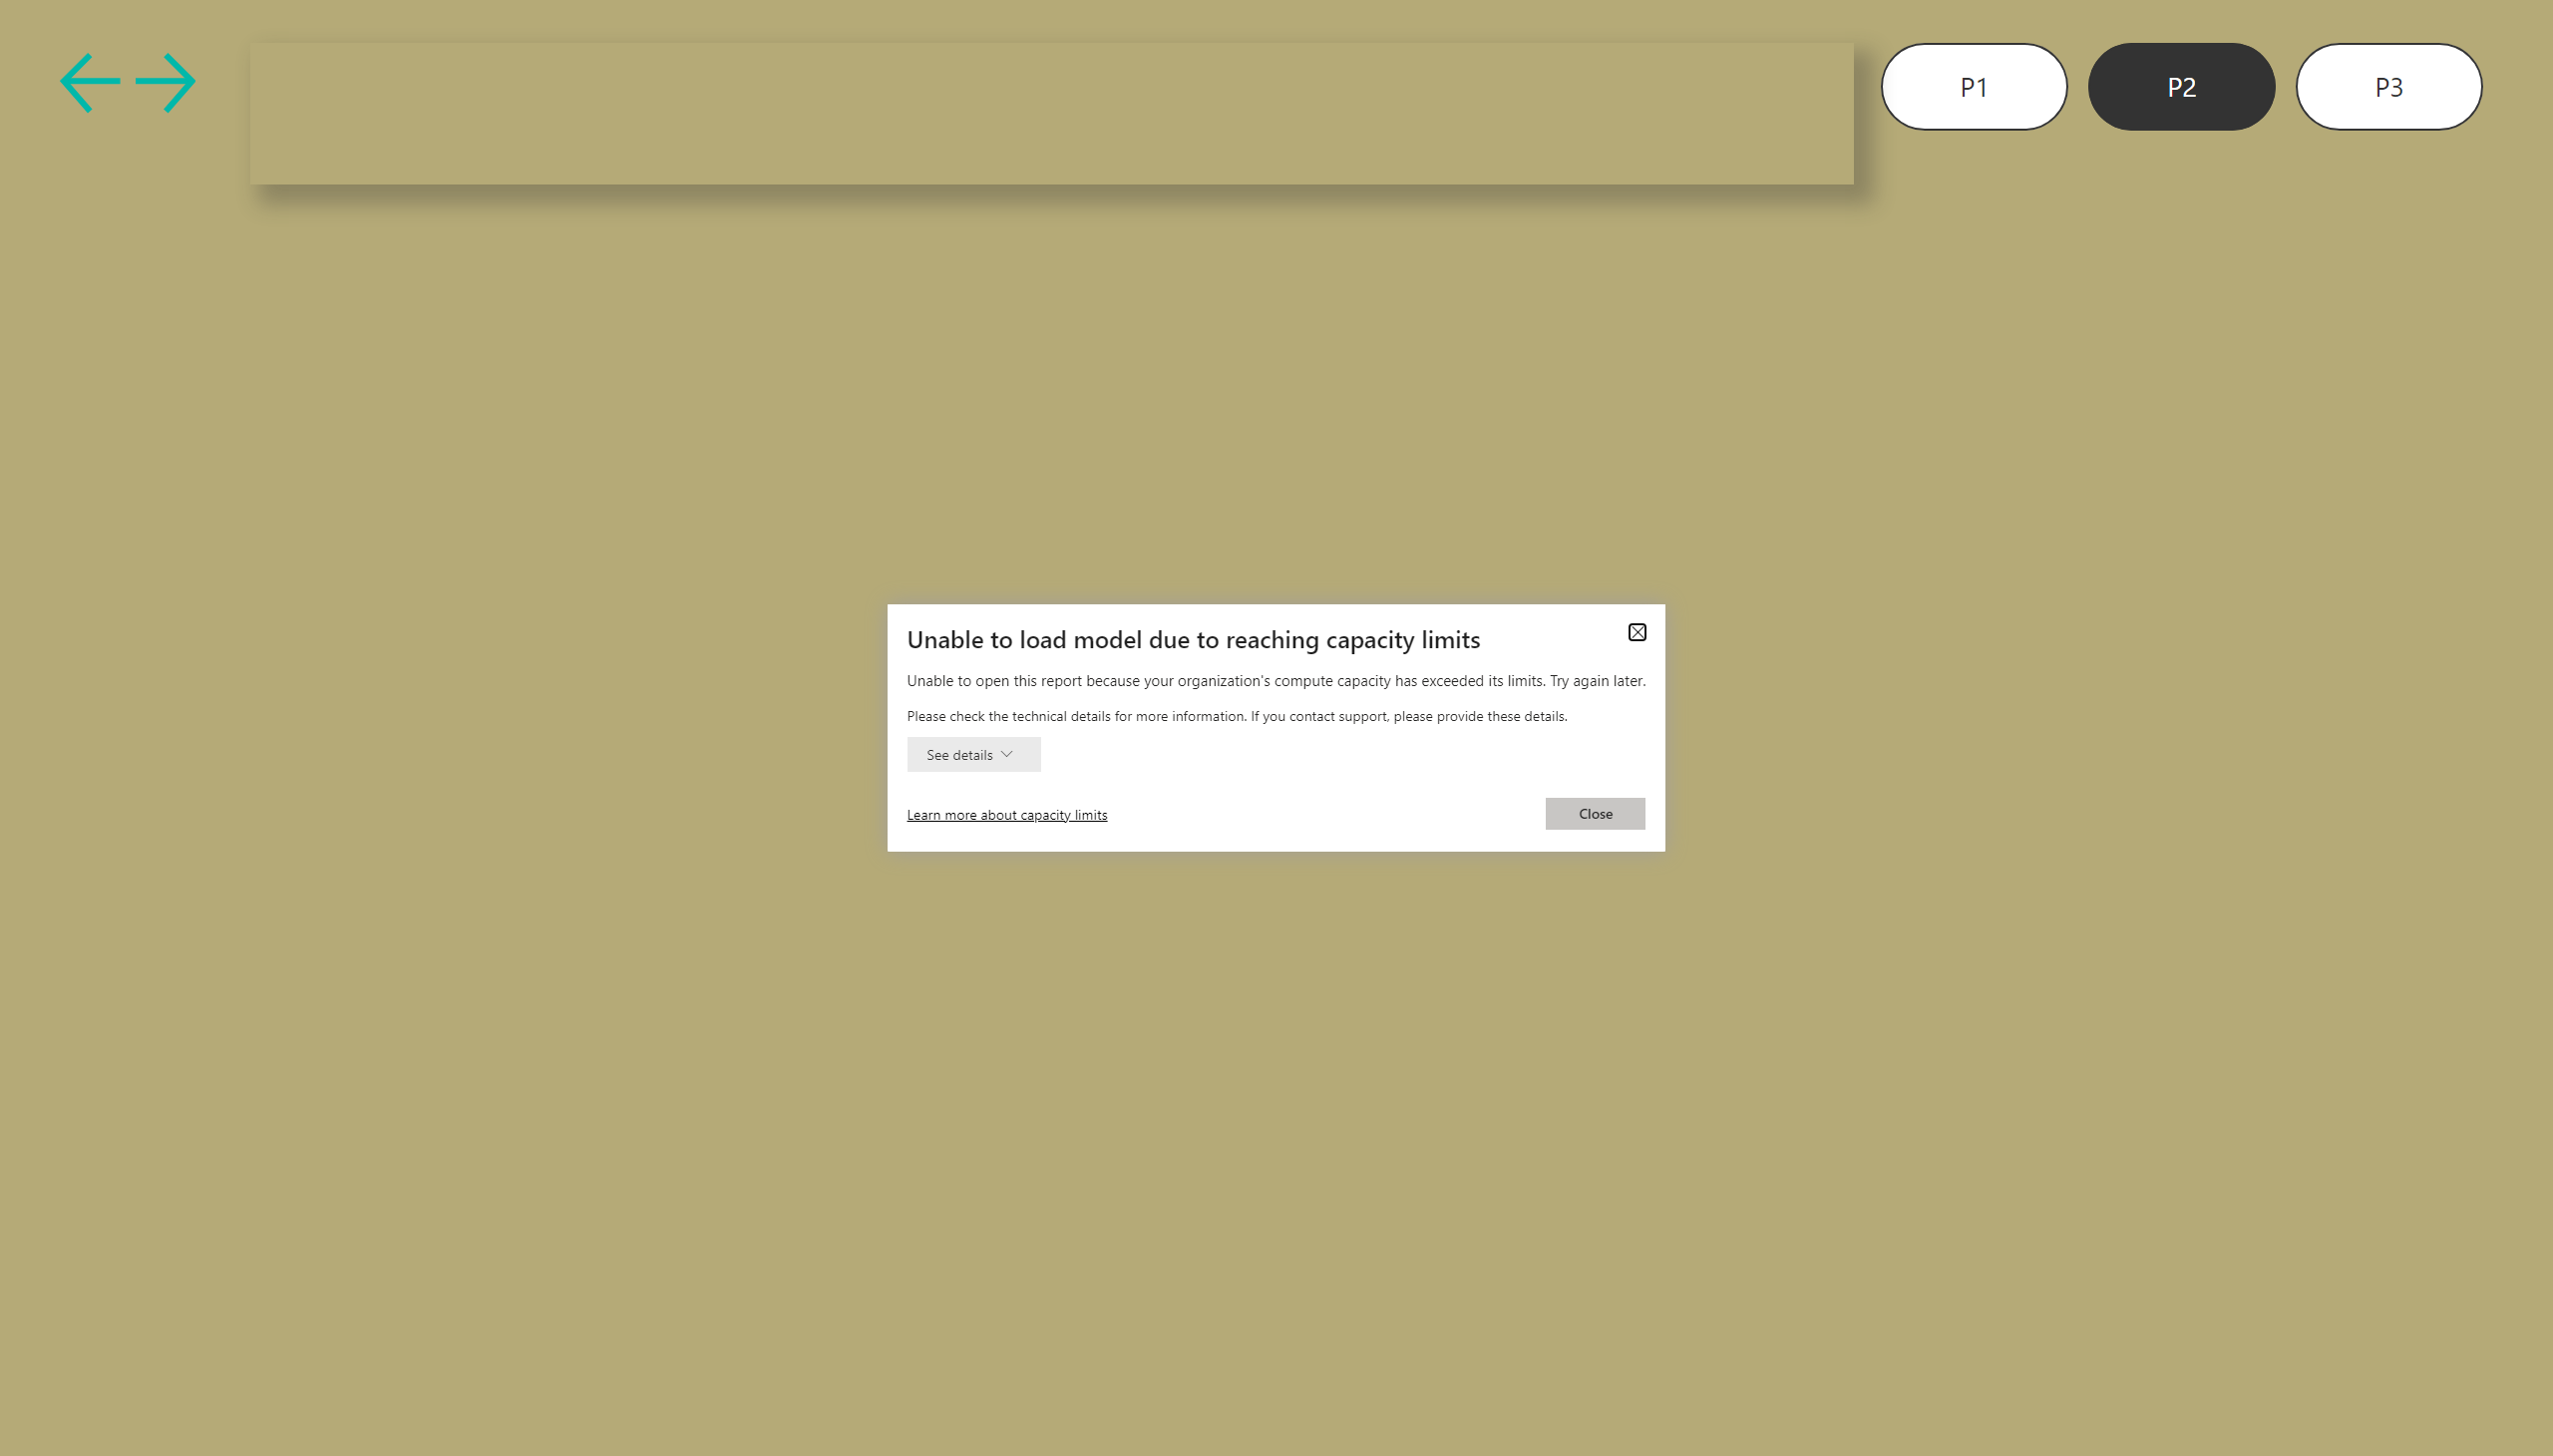 P1
P2
P3
Unable to load model due to reaching capacity limits
Unable to open this report because your organization's compute capacity has exceeded its limits. Try again later.
Please check the technical details for more information. If you contact support, please provide these details.
See details
Learn more about capacity limits
Close